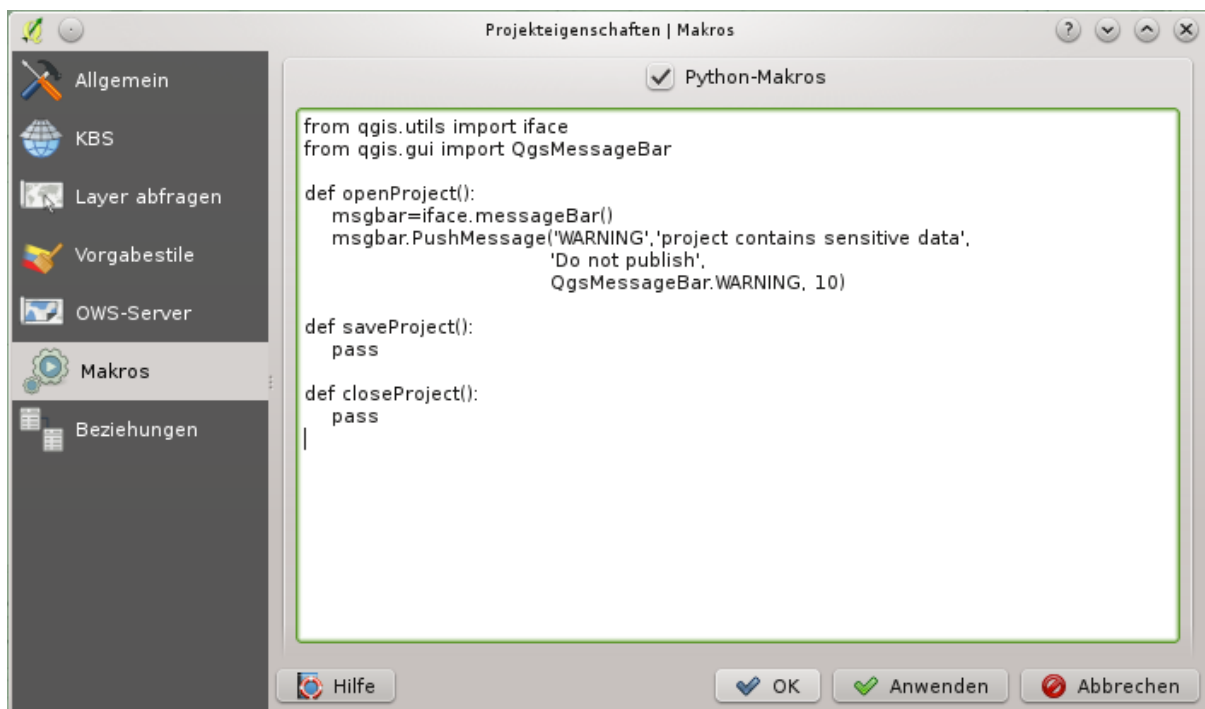 Projekteigenschaften | Makros
Allgemein
KBS
Layer abfragen
Vorgabestile
OWS-Server
Makros
Beziehungen
Python-Makros
from qgis.utils import iface
from qgis.gui import QgsMessageBar
def openProject():
msgbar=iface.messageBar()
msgbar.PushMessage('WARNING','project contains sensitive data',
'Do not publish',
QgsMessageBar.WARNING, 10)
def saveProject():
pass
def closeProject():
pass
Hilfe
OK
Anwenden
Abbrechen